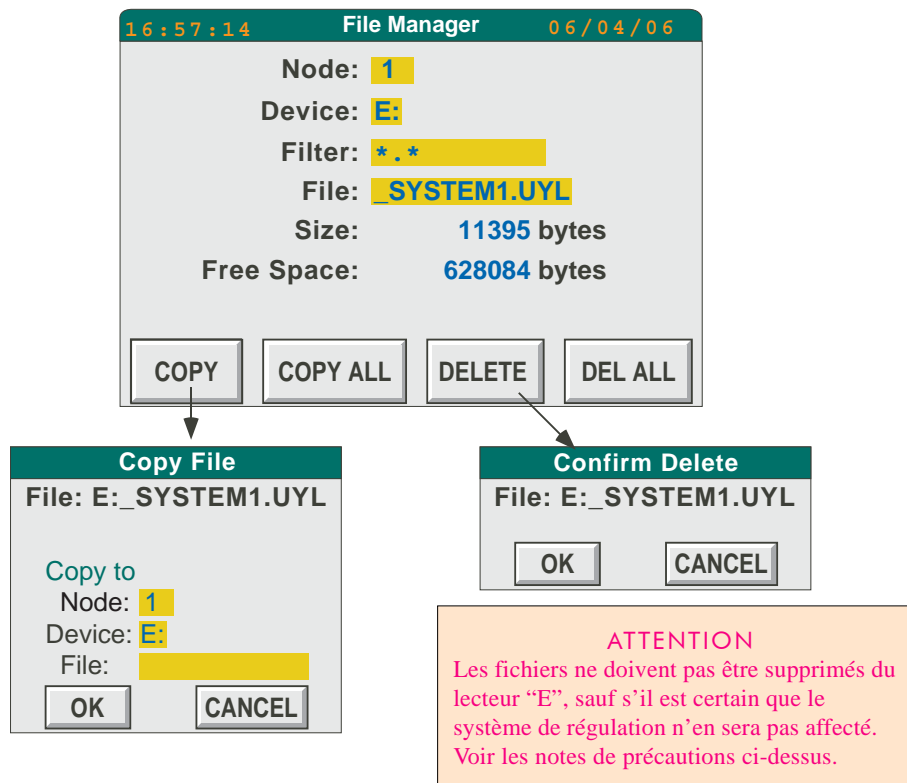 16:57:14 File Manager 06/04/06
Node: 1
Device: E:
Filter: *.*
File: _SYSTEM1.UYL
Size: 11395 bytes
Free Space: 628084 bytes
COPY COPY ALL DELETE DEL ALL
Copy File
File: E:_SYSTEM1.UYL
Copy to
Node: 1
Device: E:
File:
OK CANCEL
Confirm Delete
File: E:_SYSTEM1.UYL
OK CANCEL
ATTENTION
Les fichiers ne doivent pas être supprimés du
lecteur “E”, sauf s’il est certain que le
système de régulation n’en sera pas affecté.
Voir les notes de précautions ci-dessus.